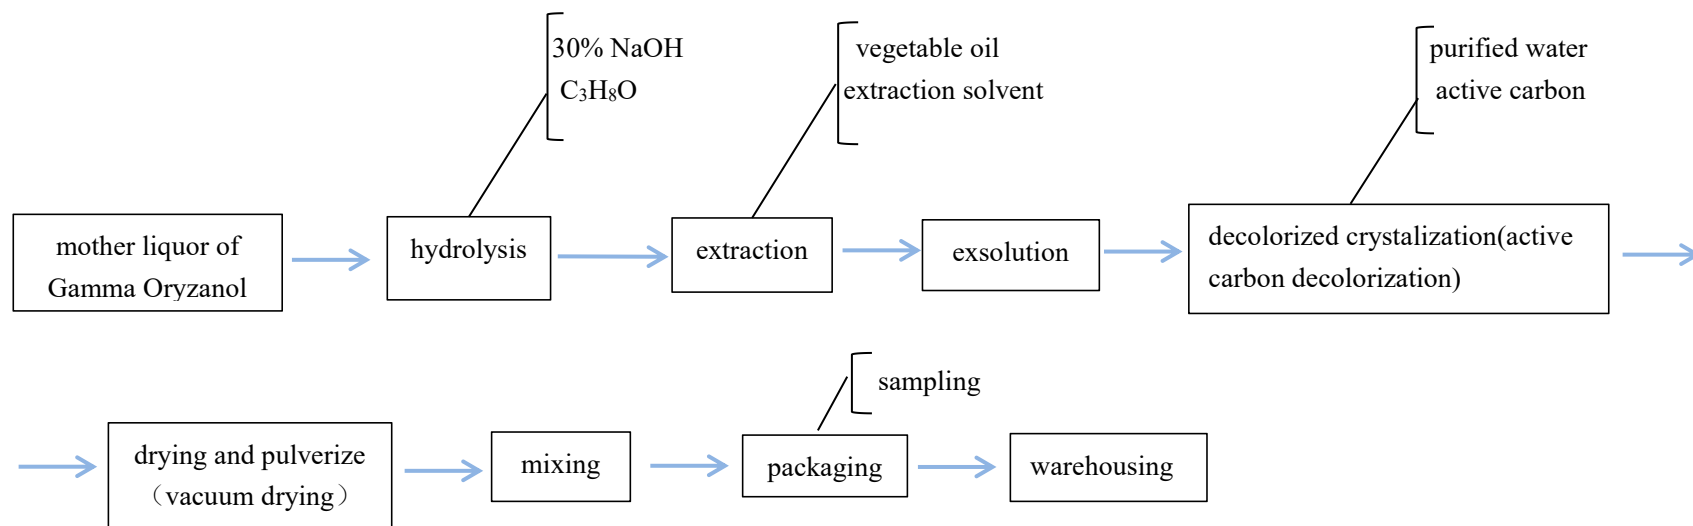 30% NaOH
C₃H₈O
vegetable oil
extraction solvent
purified water
active carbon
mother liquor of
Gamma Oryzanol
hydrolysis
extraction
exsolution
decolorized crystalization(active
carbon decolorization)
sampling
drying and pulverize
（vacuum drying）
mixing
packaging
warehousing